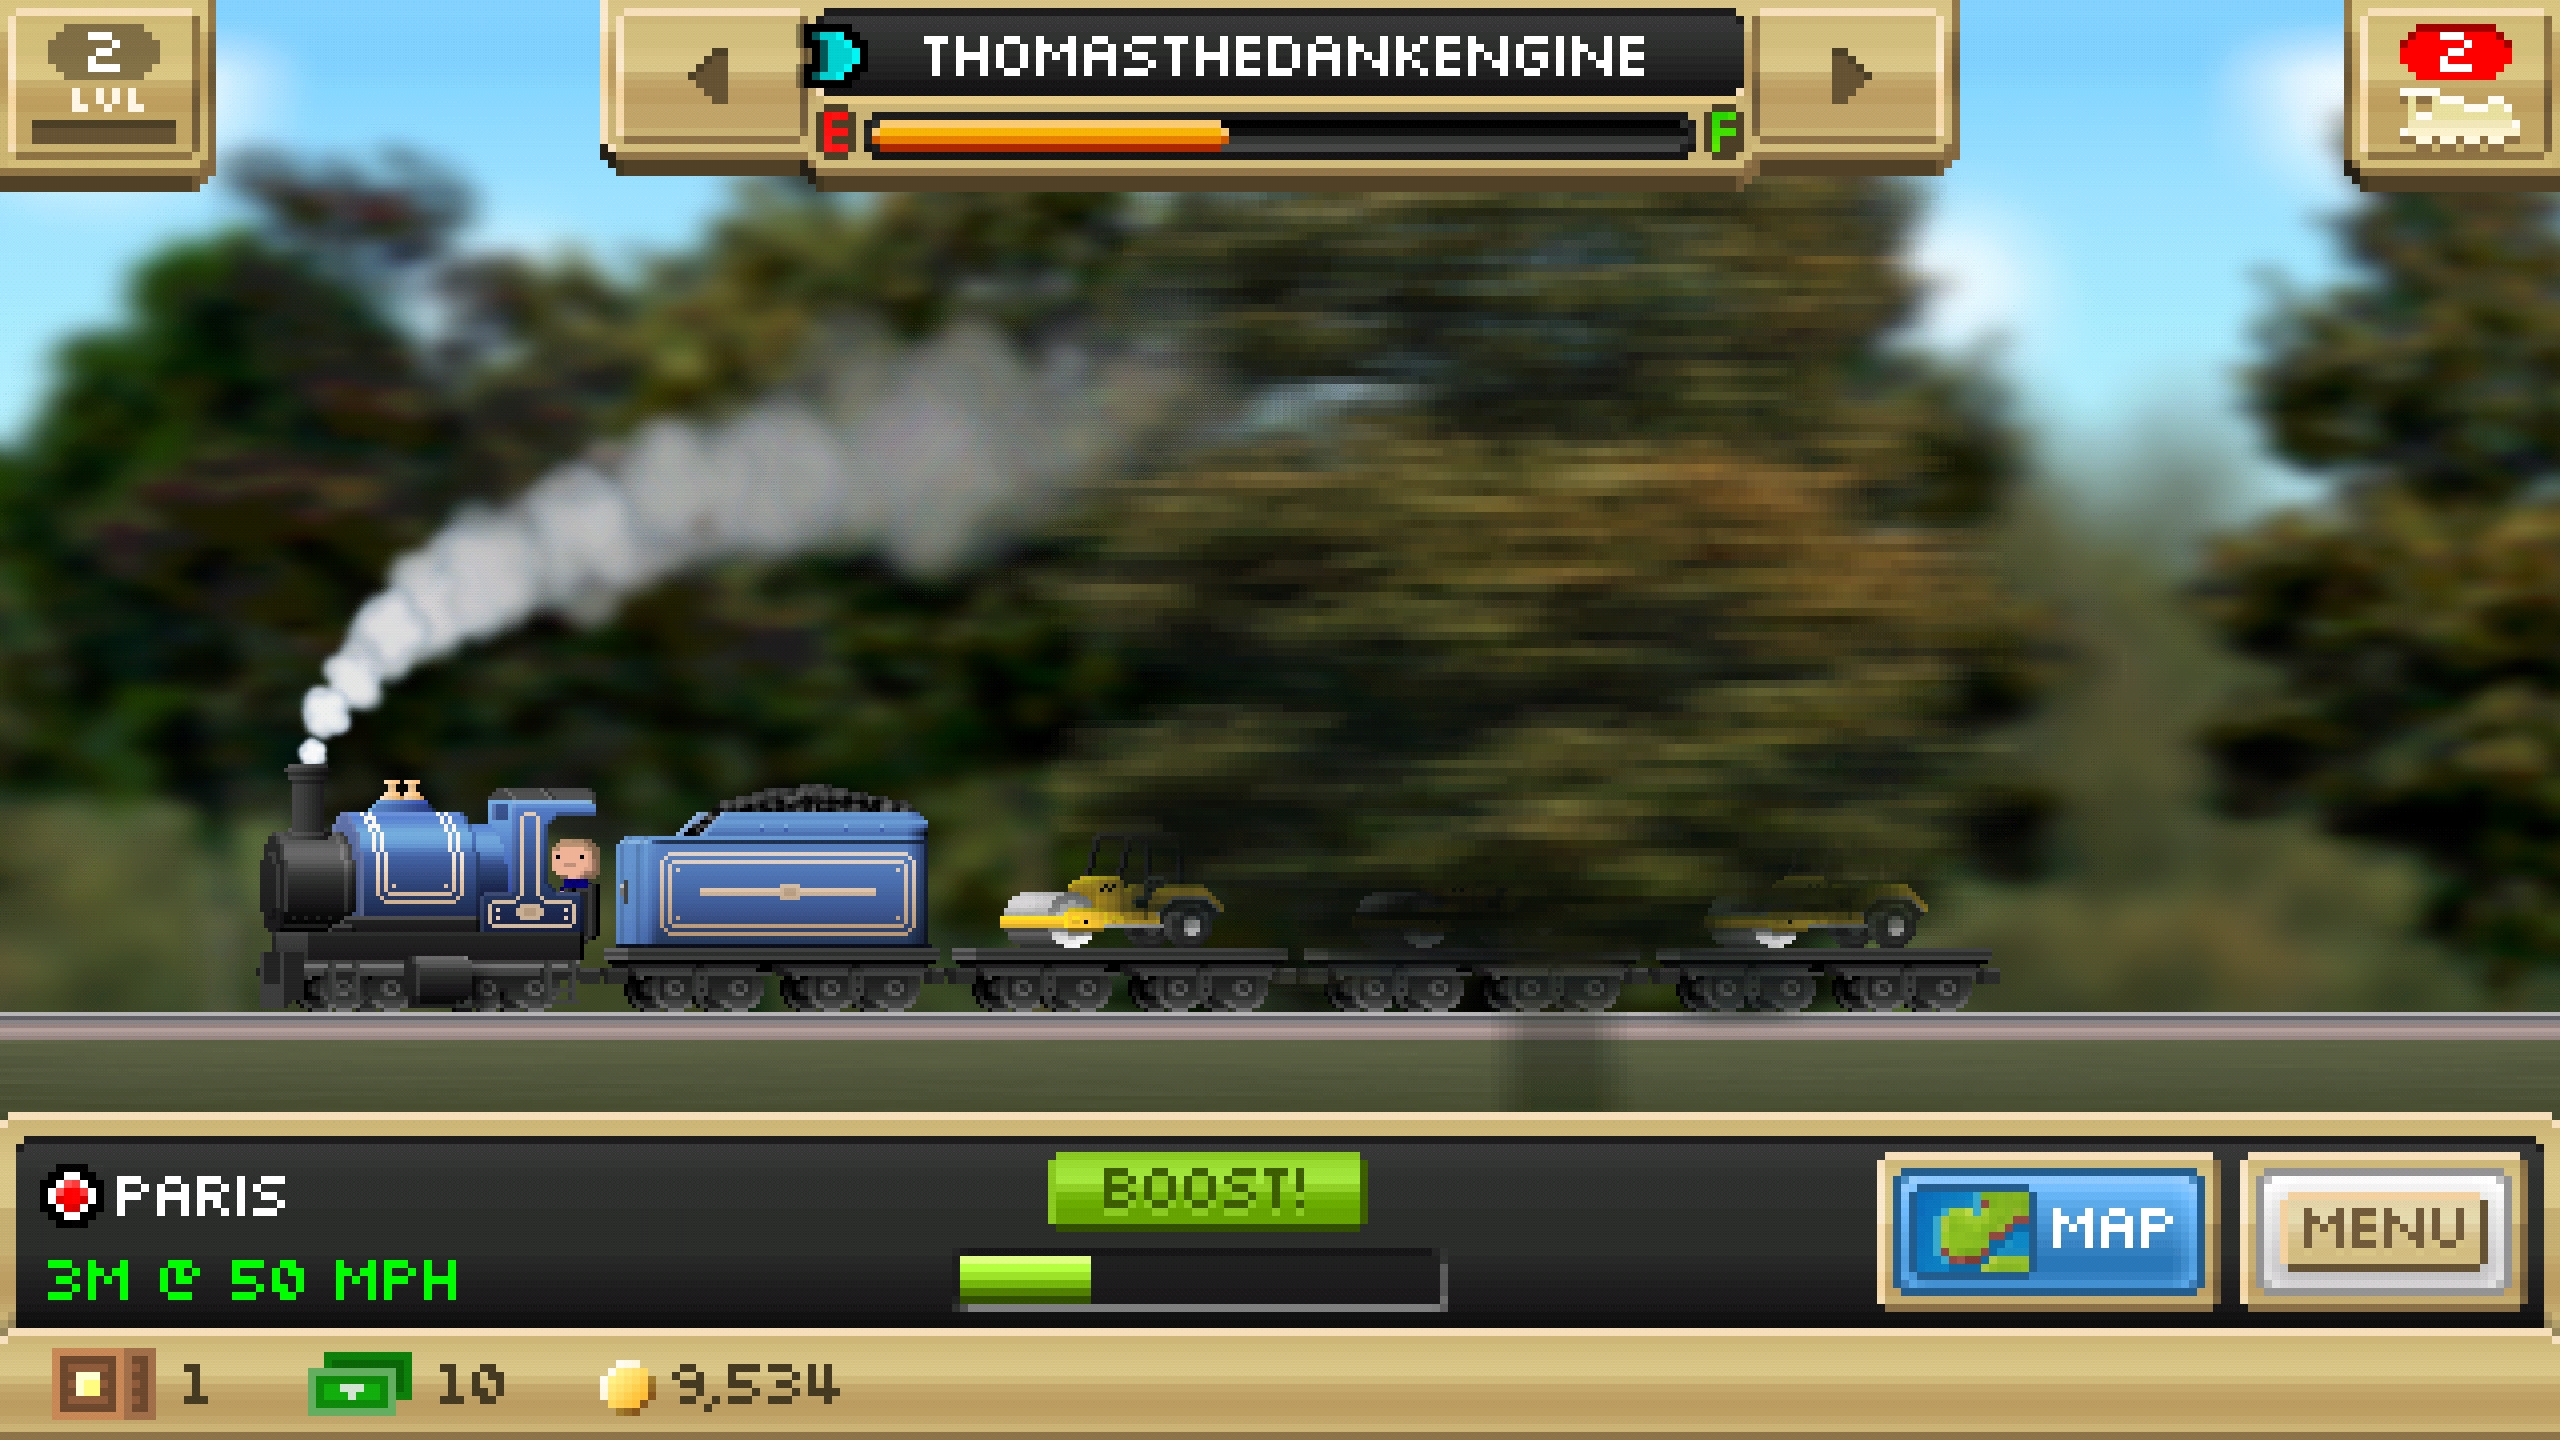 2
LVL
THOMASTHEDANKENGINE
E F
2
PARIS
BOOST!
3M @ 50 MPH
MAP
MENU
1 10 9,534